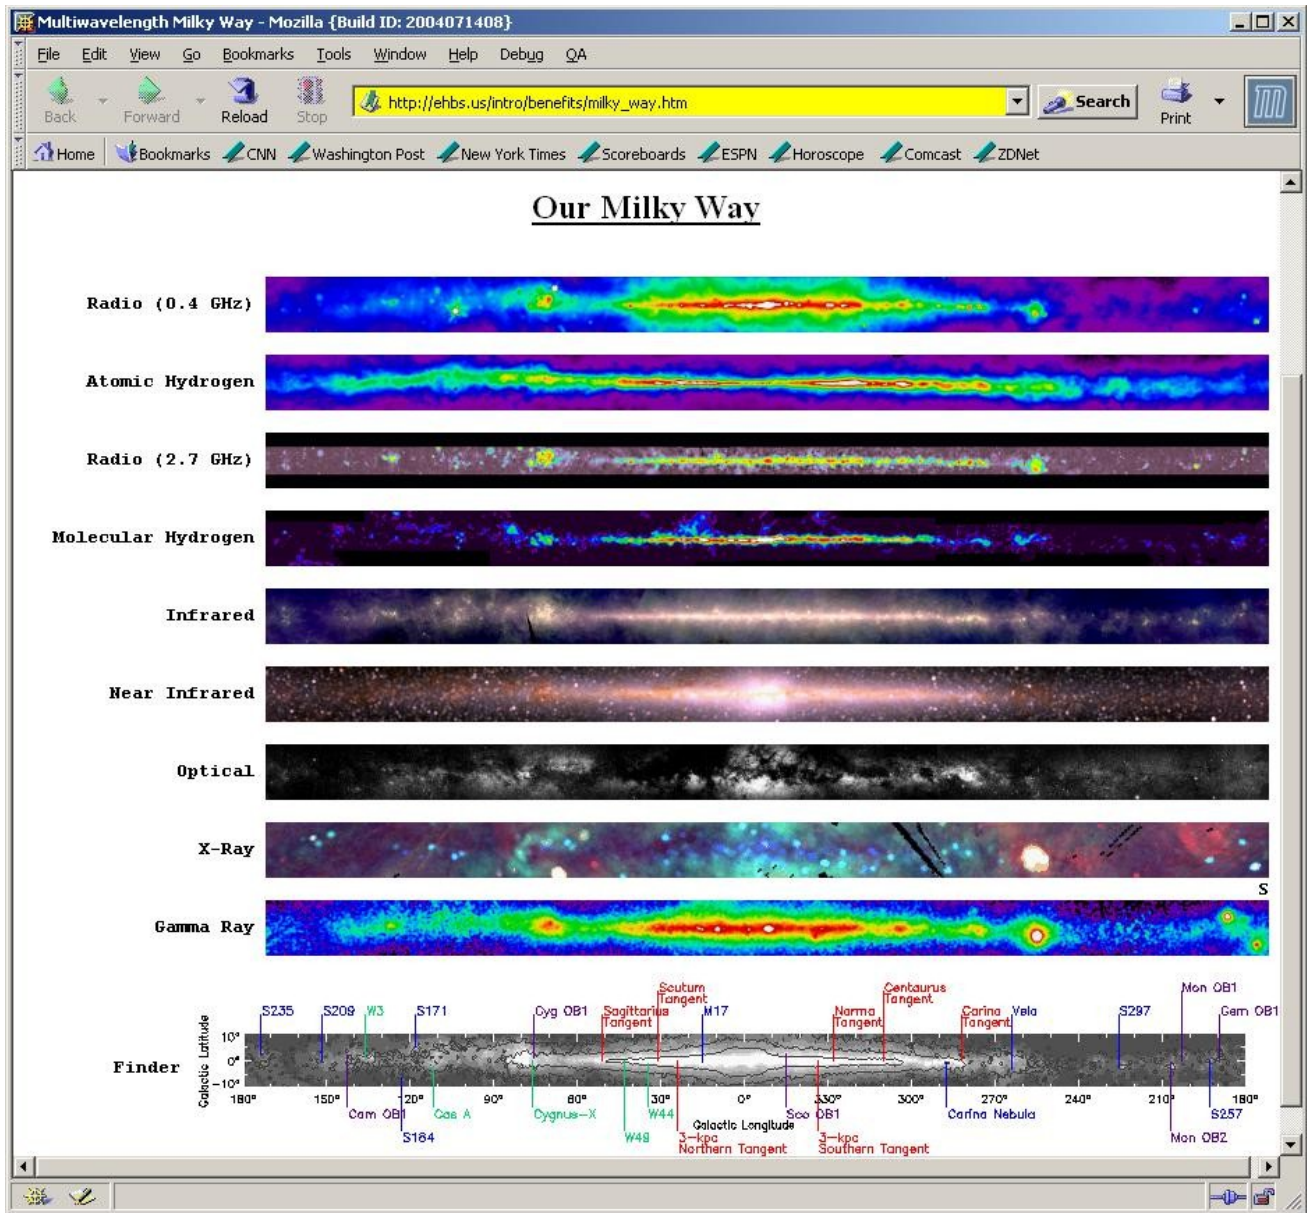 Multiwavelength Milky Way - Mozilla {Build ID: 2004071408}
File Edit View Go Bookmarks Tools Window Help Debug QA
Back Forward Reload Stop http://ehbs.us/intro/benefits/milky_way.htm Search Print
Home Bookmarks CNN Washington Post New York Times Scoreboards ESPN Horoscope Comcast ZDNet
Our Milky Way
Radio (0.4 GHz)
Atomic Hydrogen
Radio (2.7 GHz)
Molecular Hydrogen
Infrared
Near Infrared
Optical
X-Ray
S
Gamma Ray
Scutum Tangent
Centaurus Tangent
Mon OB1
S235 S209 W3 S171 Cyg OB1 Sagittarius Tangent M17 Norma Tangent Carina Tangent Vela S297 Gem OB1
Finder
Galactic Latitude
10°
0°
-10°
180° 150° 120° 90° 60° 30° 0° 330° 300° 270° 240° 210° 180°
Cam OB1 Cas A Cygnus-X W44 Sco OB1 Carina Nebula S257
Galactic Longitude
S184 W49 3-kpc Northern Tangent 3-kpc Southern Tangent Mon OB2